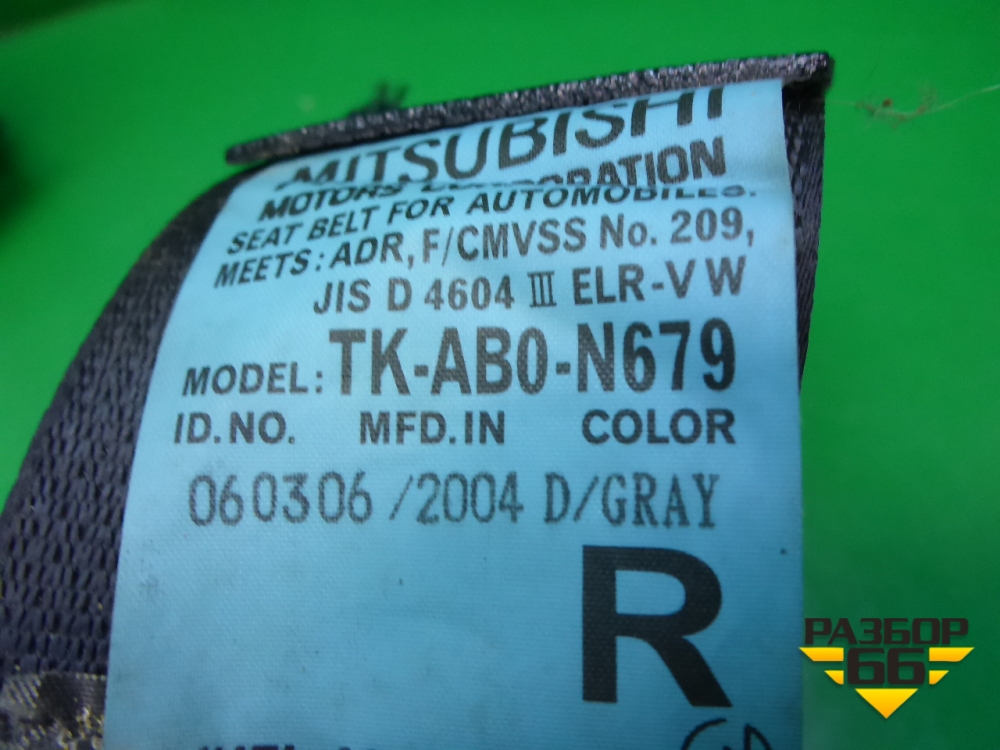 MITSUBISHI
MOTORS CORPORATION
SEAT BELT FOR AUTOMOBILES.
MEETS: ADR, F/CMVSS No. 209,
JIS D 4604 III ELR-VW
MODEL: TK-AB0-N679
ID. NO. MFD. IN COLOR
060306 /2004 D/GRAY
R
РАЗБОР
66